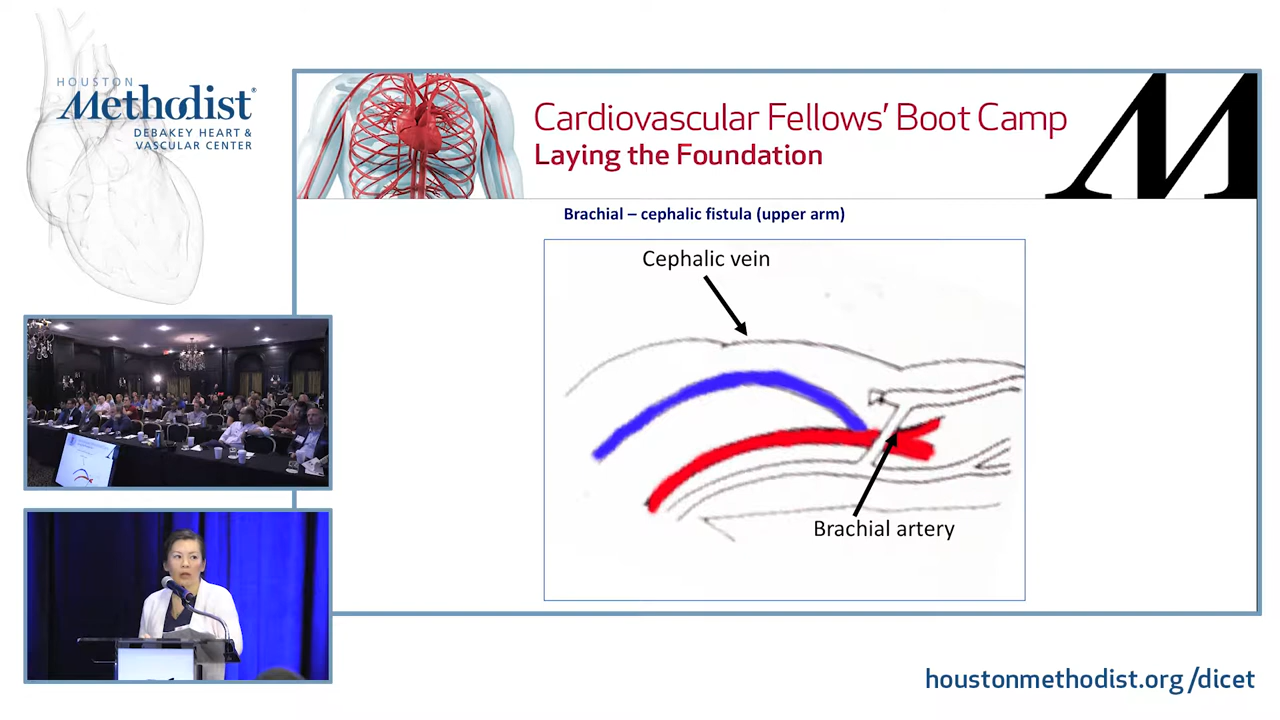 HOUSTON
Methodist®
DEBAKEY HEART &
VASCULAR CENTER
Cardiovascular Fellows' Boot Camp
Laying the Foundation
M
Brachial – cephalic fistula (upper arm)
Cephalic vein
Brachial artery
houstonmethodist.org/dicet